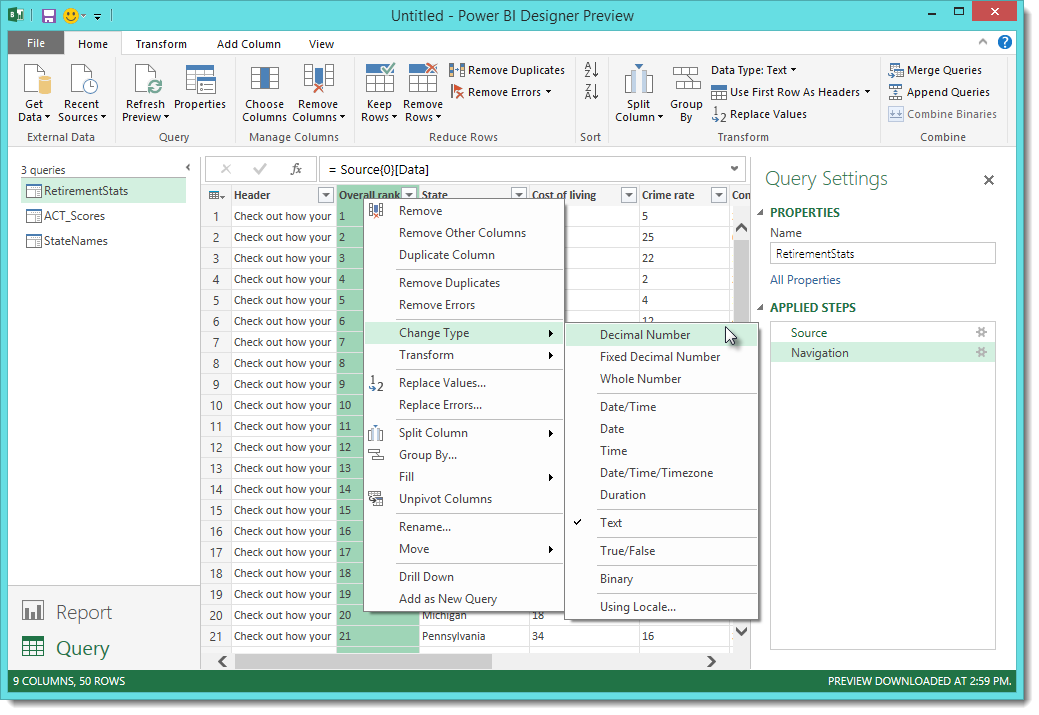 Untitled - Power BI Designer Preview
File Home Transform Add Column View
Get Data Recent Sources Refresh Preview Properties Choose Columns Remove Columns Keep Rows Remove Rows Remove Duplicates Remove Errors Split Column Group By Data Type: Text Use First Row As Headers Replace Values Merge Queries Append Queries Combine Binaries
External Data Query Manage Columns Reduce Rows Sort Transform Combine
3 queries
RetirementStats
ACT_Scores
StateNames
fx = Source{0}[Data]
Header Overall rank State Cost of living Crime rate Con
1 Check out how your 1 5
2 Check out how your 2 25
3 Check out how your 3 22
4 Check out how your 4 2
5 Check out how your 5 4
6 Check out how your 6 12
7 Check out how your 7
8 Check out how your 8
9 Check out how your 9
10 Check out how your 10
11 Check out how your 11
12 Check out how your 12
13 Check out how your 13
14 Check out how your 14
15 Check out how your 15
16 Check out how your 16
17 Check out how your 17
18 Check out how your 18
19 Check out how your 19
20 Check out how your 20 Michigan 18
21 Check out how your 21 Pennsylvania 34 16
Remove
Remove Other Columns
Duplicate Column
Remove Duplicates
Remove Errors
Change Type
Transform
Replace Values...
Replace Errors...
Split Column
Group By...
Fill
Unpivot Columns
Rename...
Move
Drill Down
Add as New Query
Decimal Number
Fixed Decimal Number
Whole Number
Date/Time
Date
Time
Date/Time/Timezone
Duration
Text
True/False
Binary
Using Locale...
Query Settings
PROPERTIES
Name
RetirementStats
All Properties
APPLIED STEPS
Source
Navigation
Report
Query
9 COLUMNS, 50 ROWS PREVIEW DOWNLOADED AT 2:59 PM.